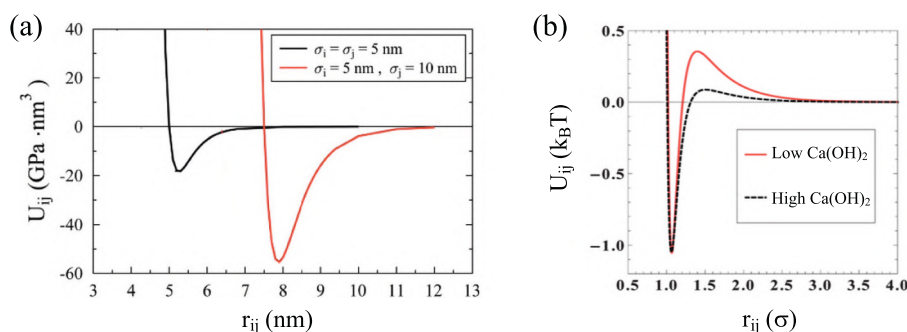 (a)
U_ij (GPa · nm³)
40
20
0
-20
-40
-60
3 4 5 6 7 8 9 10 11 12 13
r_ij (nm)
σ_i = σ_j = 5 nm
σ_i = 5 nm , σ_j = 10 nm
(b)
U_ij (k_BT)
0.5
0.0
−0.5
−1.0
0.5 1.0 1.5 2.0 2.5 3.0 3.5 4.0
r_ij (σ)
Low Ca(OH)₂
High Ca(OH)₂